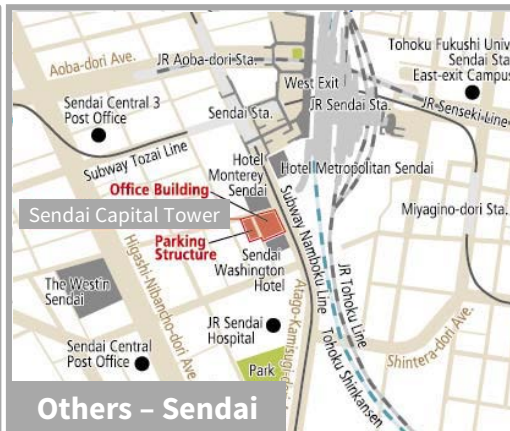 Aoba-dori Ave.
JR Aoba-dori Sta.
Tohoku Fukushi Univ
Sendai Sta
East-exit Campus
West Exit
JR Sendai Sta.
JR Senseki Line
Sendai Central 3
Post Office
Sendai Sta.
Subway Tozai Line
Hotel
Monterey
Sendai
Hotel Metropolitan Sendai
Office Building
Sendai Capital Tower
Parking
Structure
Subway Namboku Line
Miyagino-dori Sta.
Sendai
Washington
Hotel
The Westin
Sendai
Higashi-Nibancho-dori Ave.
JR Sendai
Hospital
Atago-Kamisugi-dori
JR Tohoku Line
Tohoku Shinkansen
Shintera-dori Ave.
Sendai Central
Post Office
Park
Others – Sendai